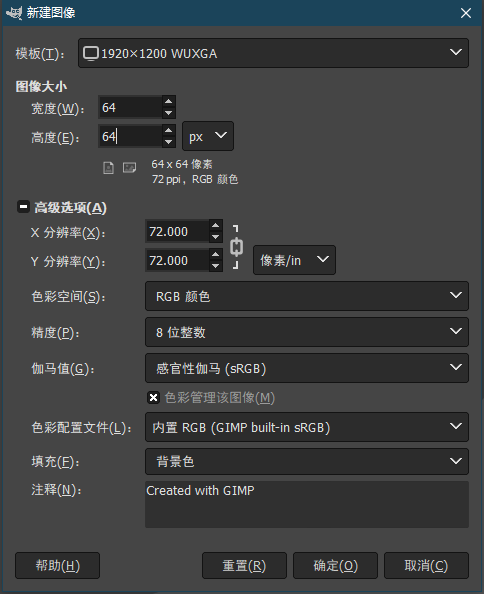 新建图像
模板(T): 1920×1200 WUXGA
图像大小
宽度(W): 64
高度(E): 64 px
64 x 64 像素
72 ppi, RGB 颜色
高级选项(A)
X 分辨率(X): 72.000
Y 分辨率(Y): 72.000 像素/in
色彩空间(S): RGB 颜色
精度(P): 8 位整数
伽马值(G): 感官性伽马 (sRGB)
色彩管理该图像(M)
色彩配置文件(L): 内置 RGB (GIMP built-in sRGB)
填充(F): 背景色
注释(N): Created with GIMP
帮助(H) 重置(R) 确定(O) 取消(C)